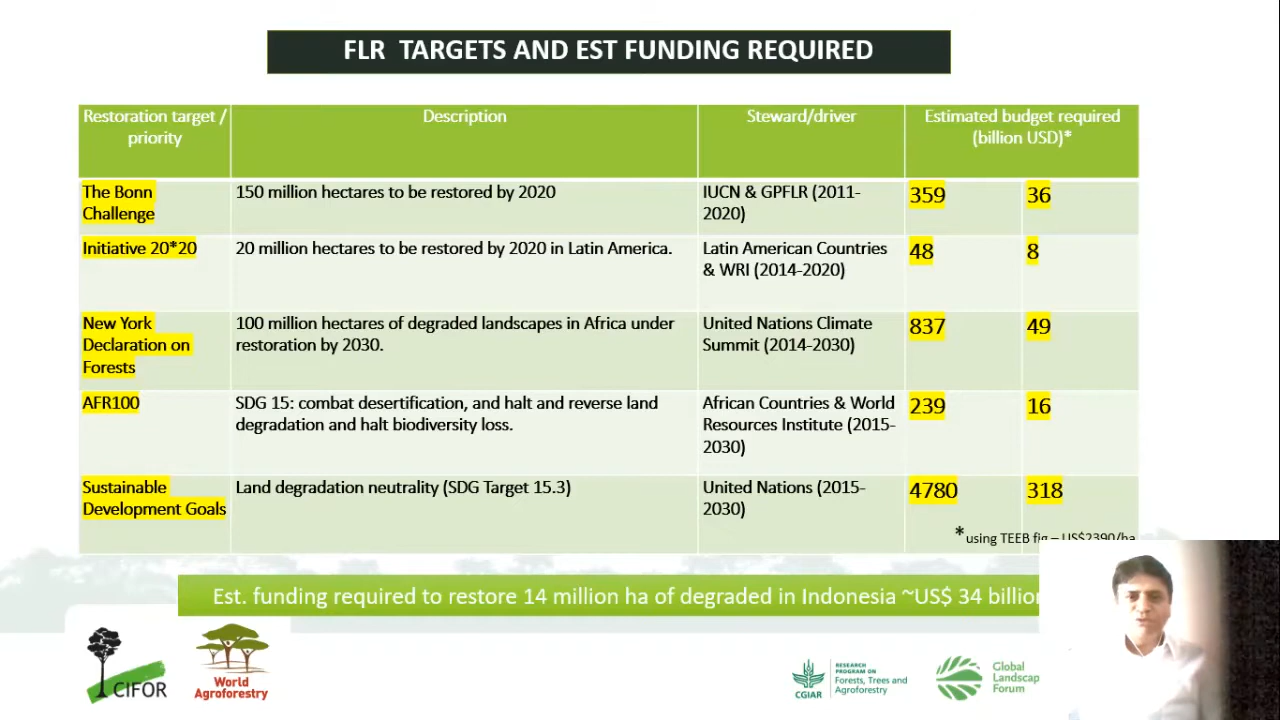 FLR TARGETS AND EST FUNDING REQUIRED
Restoration target /
priority
Description
Steward/driver
Estimated budget required
(billion USD)*
The Bonn
Challenge
150 million hectares to be restored by 2020
IUCN & GPFLR (2011-
2020)
359
36
Initiative 20*20
20 million hectares to be restored by 2020 in Latin America.
Latin American Countries
& WRI (2014-2020)
48
8
New York
Declaration on
Forests
100 million hectares of degraded landscapes in Africa under
restoration by 2030.
United Nations Climate
Summit (2014-2030)
837
49
AFR100
SDG 15: combat desertification, and halt and reverse land
degradation and halt biodiversity loss.
African Countries & World
Resources Institute (2015-
2030)
239
16
Sustainable
Development Goals
Land degradation neutrality (SDG Target 15.3)
United Nations (2015-
2030)
4780
318
*using TEEB fig – US$2390/ha
Est. funding required to restore 14 million ha of degraded in Indonesia ~US$ 34 billion
CIFOR
World
Agroforestry
CGIAR
RESEARCH
PROGRAM ON
Forests, Trees and
Agroforestry
Global
Landscap
Forum